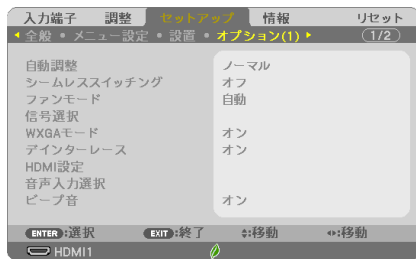 入力端子 調整 セットアップ 情報 リセット
全般 • メニュー設定 • 設置 • オプション(1) 1/2
自動調整 ノーマル
シームレススイッチング オフ
ファンモード 自動
信号選択
WXGAモード オン
デインターレース オン
HDMI設定
音声入力選択
ビープ音 オン
ENTER:選択 EXIT:終了 :移動 :移動
HDMI1